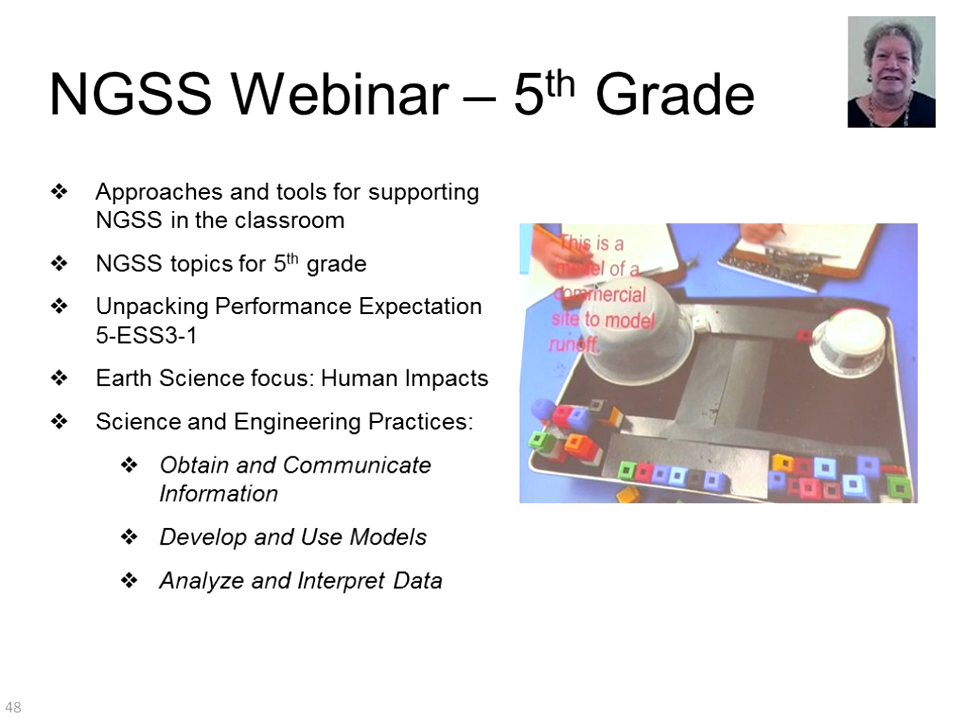 NGSS Webinar – 5th Grade
❖ Approaches and tools for supporting
NGSS in the classroom
❖ NGSS topics for 5th grade
❖ Unpacking Performance Expectation
5-ESS3-1
❖ Earth Science focus: Human Impacts
❖ Science and Engineering Practices:
❖ Obtain and Communicate
Information
❖ Develop and Use Models
❖ Analyze and Interpret Data
This is a
model of a
commercial
site to model
runoff.
48